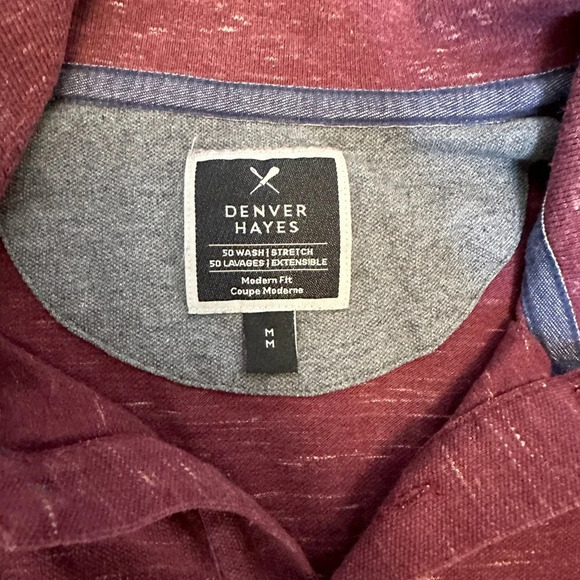 DENVER
HAYES
50 WASH | STRETCH
50 LAVAGES | EXTENSIBLE
Modern Fit
Coupe Moderne
M
M